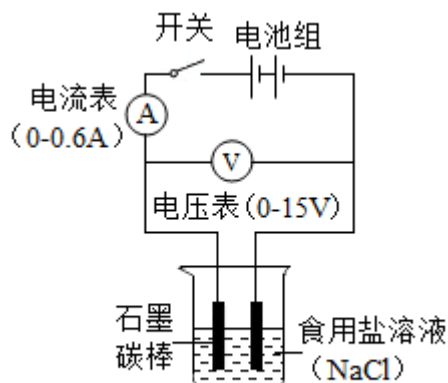 开关
电池组
电流表
(0-0.6A)
A
V
电压表(0-15V)
石墨
碳棒
食用盐溶液
(NaCl)